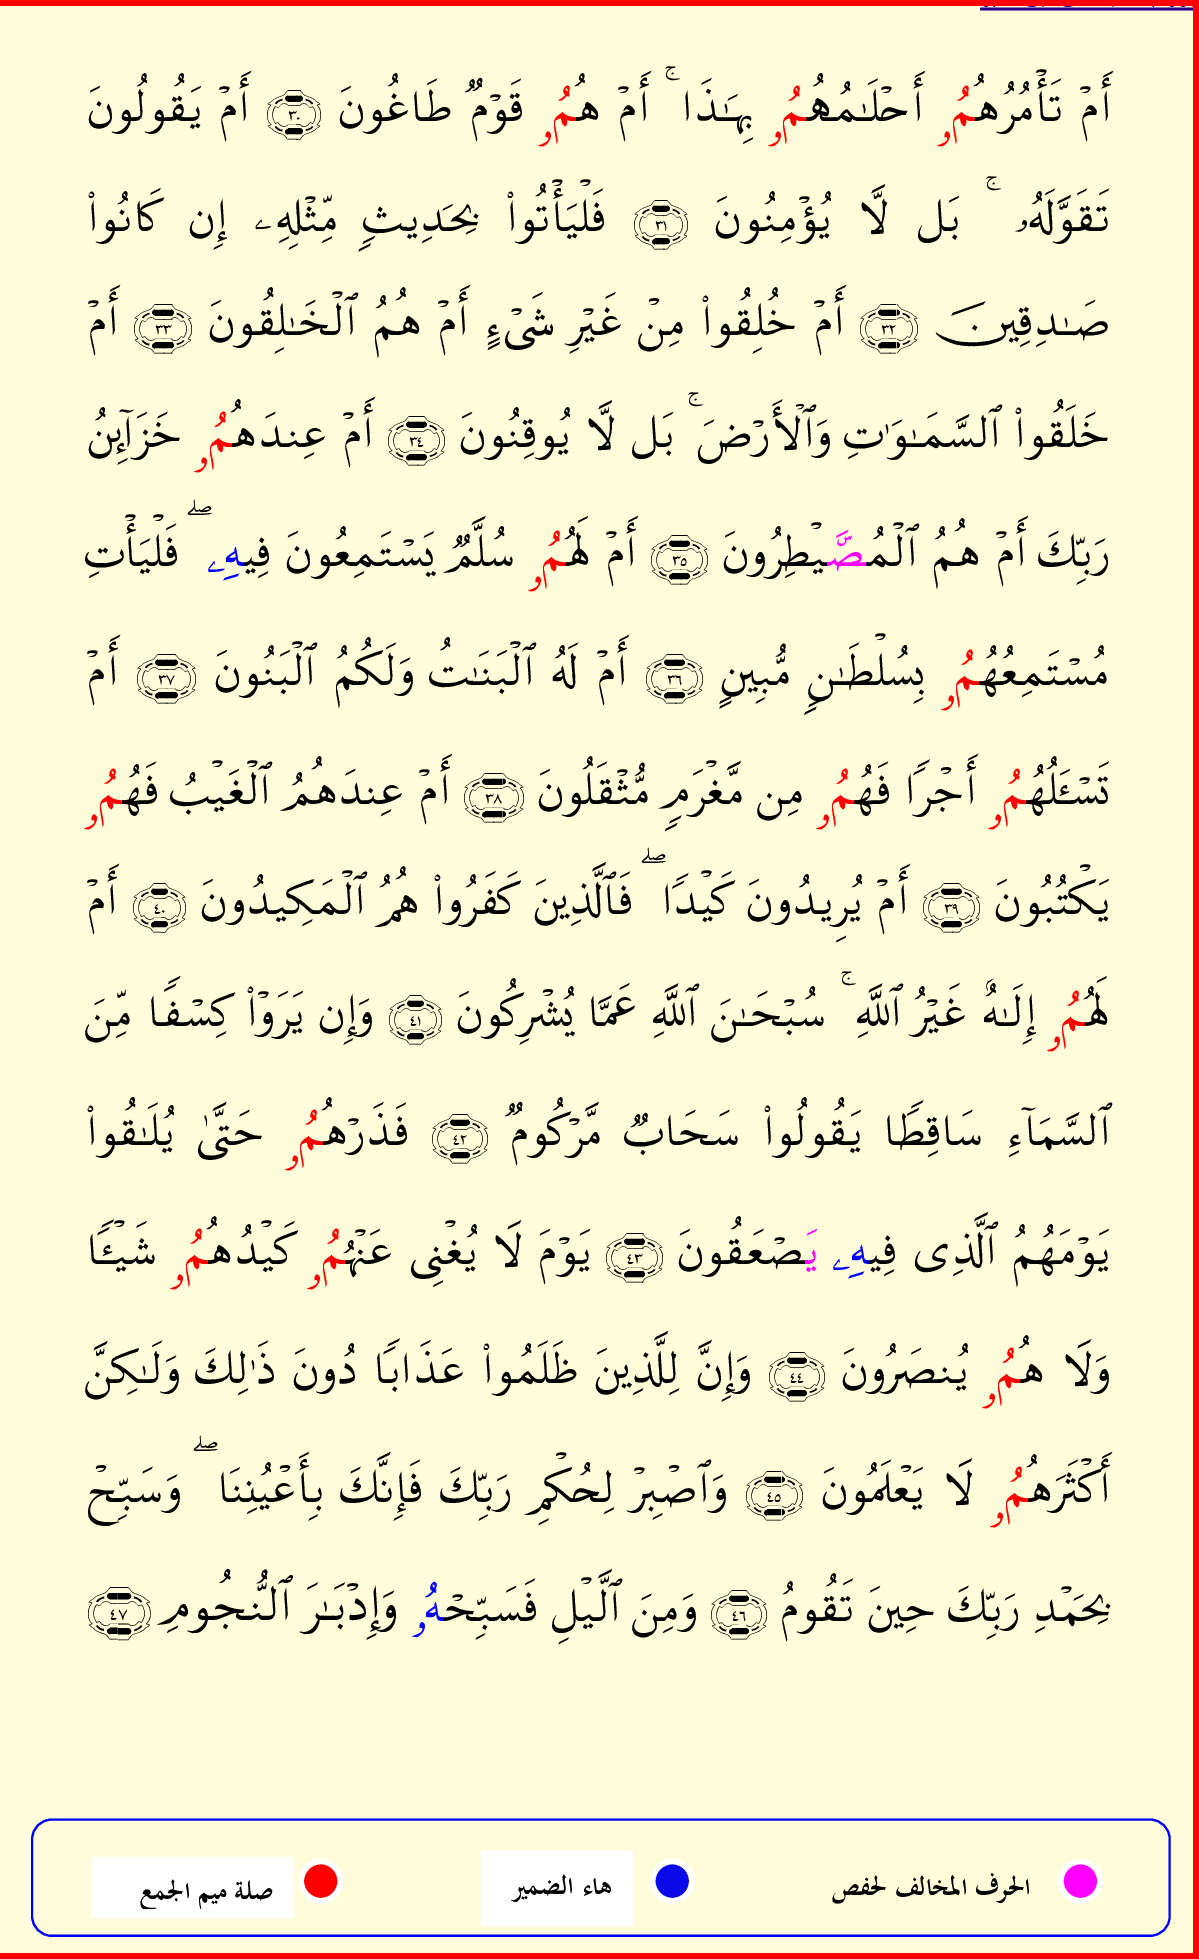 أَمْ تَأْمُرُهُمُۥ أَحْلَـٰمُهُمُۥ بِهَـٰذَا ۚ أَمْ هُمُۥ قَوْمٌ طَاغُونَ ٣٠ أَمْ يَقُولُونَ
تَقَوَّلَهُۥ ۚ بَل لَّا يُؤْمِنُونَ ٣١ فَلْيَأْتُوا۟ بِحَدِيثٍ مِّثْلِهِۦ إِن كَانُوا۟
صَـٰدِقِينَ ٣٢ أَمْ خُلِقُوا۟ مِنْ غَيْرِ شَىْءٍ أَمْ هُمُ ٱلْخَـٰلِقُونَ ٣٣ أَمْ
خَلَقُوا۟ ٱلسَّمَـٰوَٰتِ وَٱلْأَرْضَ ۚ بَل لَّا يُوقِنُونَ ٣٤ أَمْ عِندَهُمُۥ خَزَآئِنُ
رَبِّكَ أَمْ هُمُ ٱلْمُصَّيْطِرُونَ ٣٥ أَمْ لَهُمُۥ سُلَّمٌ يَسْتَمِعُونَ فِيهِۦ ۖ فَلْيَأْتِ
مُسْتَمِعُهُمُۥ بِسُلْطَـٰنٍ مُّبِينٍ ٣٦ أَمْ لَهُ ٱلْبَنَـٰتُ وَلَكُمُ ٱلْبَنُونَ ٣٧ أَمْ
تَسْـَٔلُهُمُۥ أَجْرًا فَهُمُۥ مِن مَّغْرَمٍ مُّثْقَلُونَ ٣٨ أَمْ عِندَهُمُ ٱلْغَيْبُ فَهُمُۥ
يَكْتُبُونَ ٣٩ أَمْ يُرِيدُونَ كَيْدًا ۖ فَٱلَّذِينَ كَفَرُوا۟ هُمُ ٱلْمَكِيدُونَ ٤٠ أَمْ
لَهُمُۥ إِلَـٰهٌ غَيْرُ ٱللَّهِ ۚ سُبْحَـٰنَ ٱللَّهِ عَمَّا يُشْرِكُونَ ٤١ وَإِن يَرَوْا۟ كِسْفًا مِّنَ
ٱلسَّمَآءِ سَاقِطًا يَقُولُوا۟ سَحَابٌ مَّرْكُومٌ ٤٢ فَذَرْهُمُۥ حَتَّىٰ يُلَـٰقُوا۟
يَوْمَهُمُ ٱلَّذِى فِيهِۦ يَصْعَقُونَ ٤٣ يَوْمَ لَا يُغْنِى عَنْهُمُۥ كَيْدُهُمُۥ شَيْـًٔا
وَلَا هُمُۥ يُنصَرُونَ ٤٤ وَإِنَّ لِلَّذِينَ ظَلَمُوا۟ عَذَابًا دُونَ ذَٰلِكَ وَلَـٰكِنَّ
أَكْثَرَهُمُۥ لَا يَعْلَمُونَ ٤٥ وَٱصْبِرْ لِحُكْمِ رَبِّكَ فَإِنَّكَ بِأَعْيُنِنَا ۖ وَسَبِّحْ
بِحَمْدِ رَبِّكَ حِينَ تَقُومُ ٤٦ وَمِنَ ٱلَّيْلِ فَسَبِّحْهُۥ وَإِدْبَـٰرَ ٱلنُّجُومِ ٤٧
الحرف المخالف لحفص هاء الضمير صلة ميم الجمع